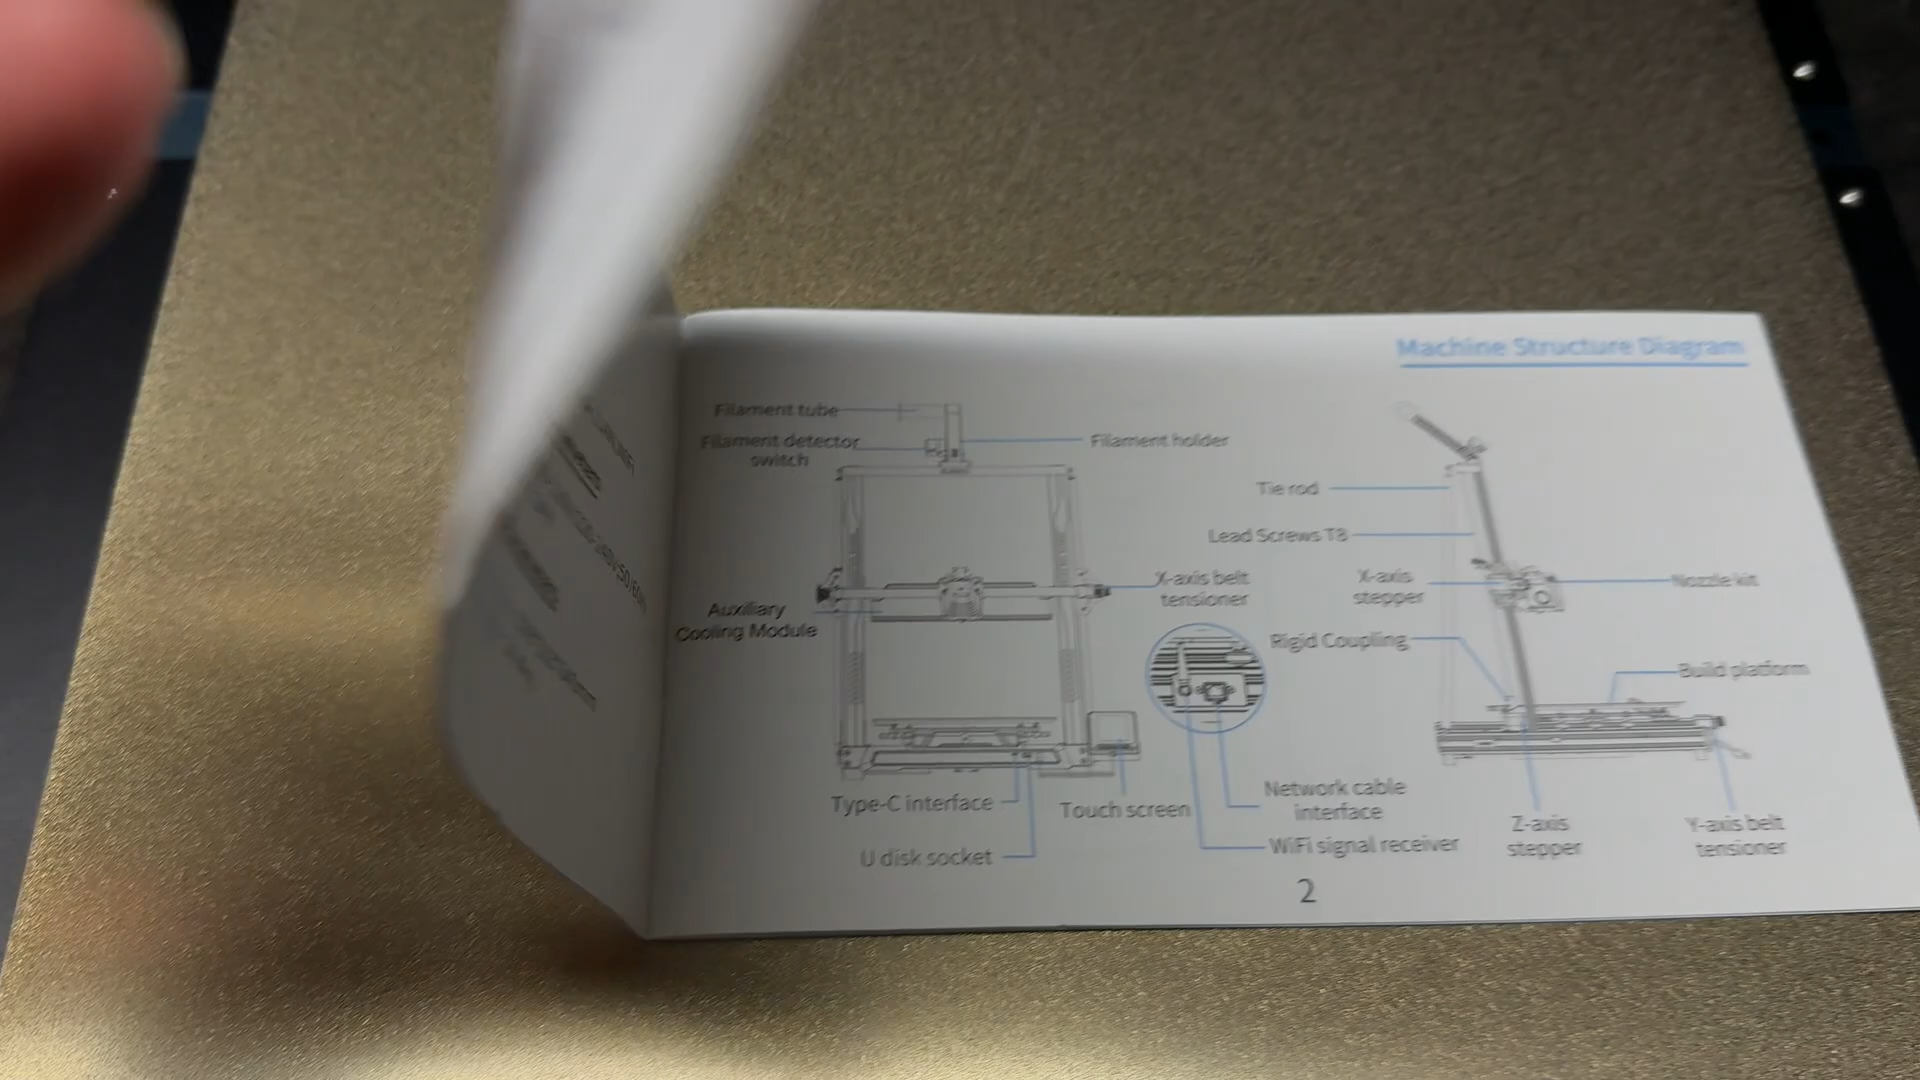 Machine Structure Diagram
Filament tube
Filament detector
switch
Filament holder
Auxiliary
Cooling Module
X-axis belt
tensioner
Type-C interface
U disk socket
Touch screen
Network cable
interface
WiFi signal receiver
Tie rod
Lead Screws T8
X-axis
stepper
Nozzle kit
Rigid Coupling
Build platform
Z-axis
stepper
Y-axis belt
tensioner
2